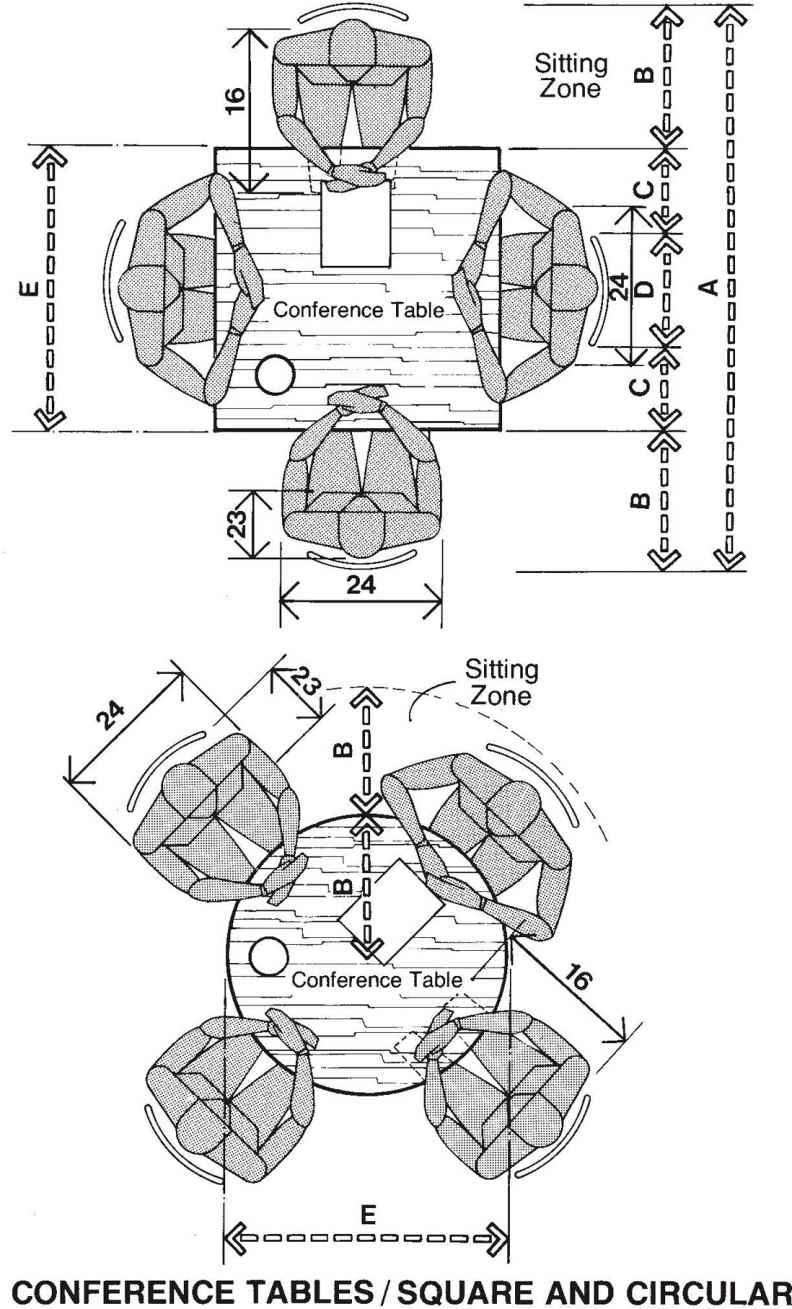 16
Sitting
Zone
B
C
E
24
D
A
Conference Table
C
B
23
24
Sitting
Zone
24
23
B
B
Conference Table
16
E
CONFERENCE TABLES / SQUARE AND CIRCULAR